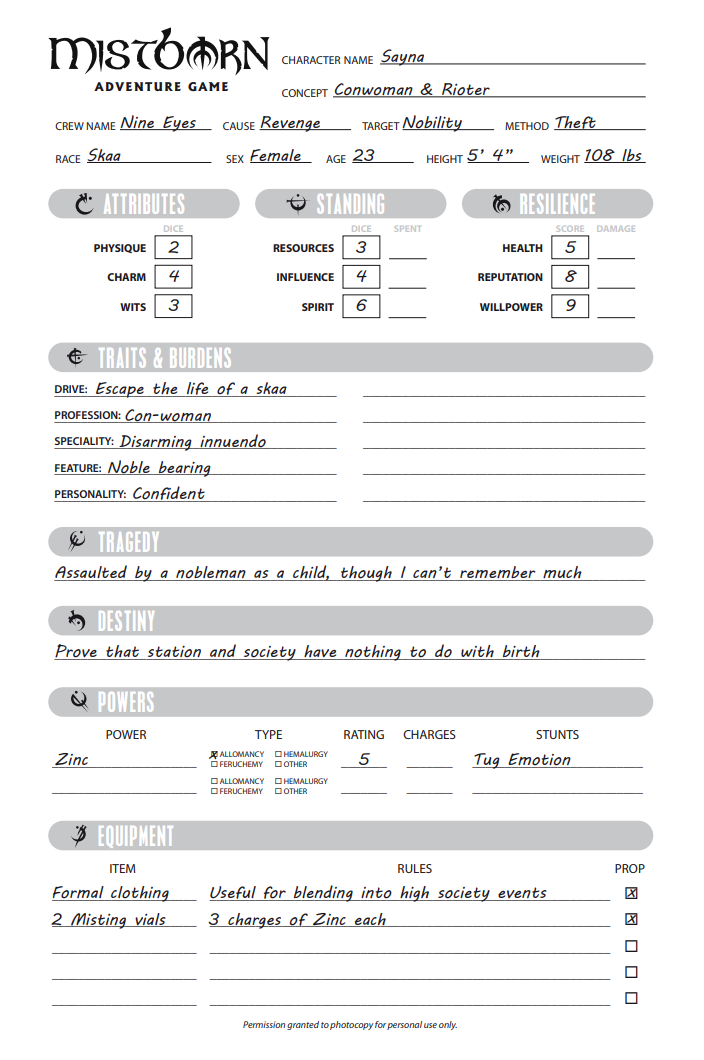 MISTBORN
ADVENTURE GAME
CHARACTER NAME Sayna
CONCEPT Conwoman & Rioter
CREW NAME Nine Eyes CAUSE Revenge TARGET Nobility METHOD Theft
RACE Skaa SEX Female AGE 23 HEIGHT 5' 4" WEIGHT 108 lbs
ATTRIBUTES STANDING RESILIENCE
DICE DICE SPENT SCORE DAMAGE
PHYSIQUE 2 RESOURCES 3 HEALTH 5
CHARM 4 INFLUENCE 4 REPUTATION 8
WITS 3 SPIRIT 6 WILLPOWER 9
TRAITS & BURDENS
DRIVE: Escape the life of a skaa
PROFESSION: Con-woman
SPECIALITY: Disarming innuendo
FEATURE: Noble bearing
PERSONALITY: Confident
TRAGEDY
Assaulted by a nobleman as a child, though I can't remember much
DESTINY
Prove that station and society have nothing to do with birth
POWERS
POWER TYPE RATING CHARGES STUNTS
Zinc ☒ ALLOMANCY ☐ HEMALURGY 5 Tug Emotion
☐ FERUCHEMY ☐ OTHER
☐ ALLOMANCY ☐ HEMALURGY
☐ FERUCHEMY ☐ OTHER
EQUIPMENT
ITEM RULES PROP
Formal clothing Useful for blending into high society events ☒
2 Misting vials 3 charges of Zinc each ☒
☐
☐
☐
Permission granted to photocopy for personal use only.